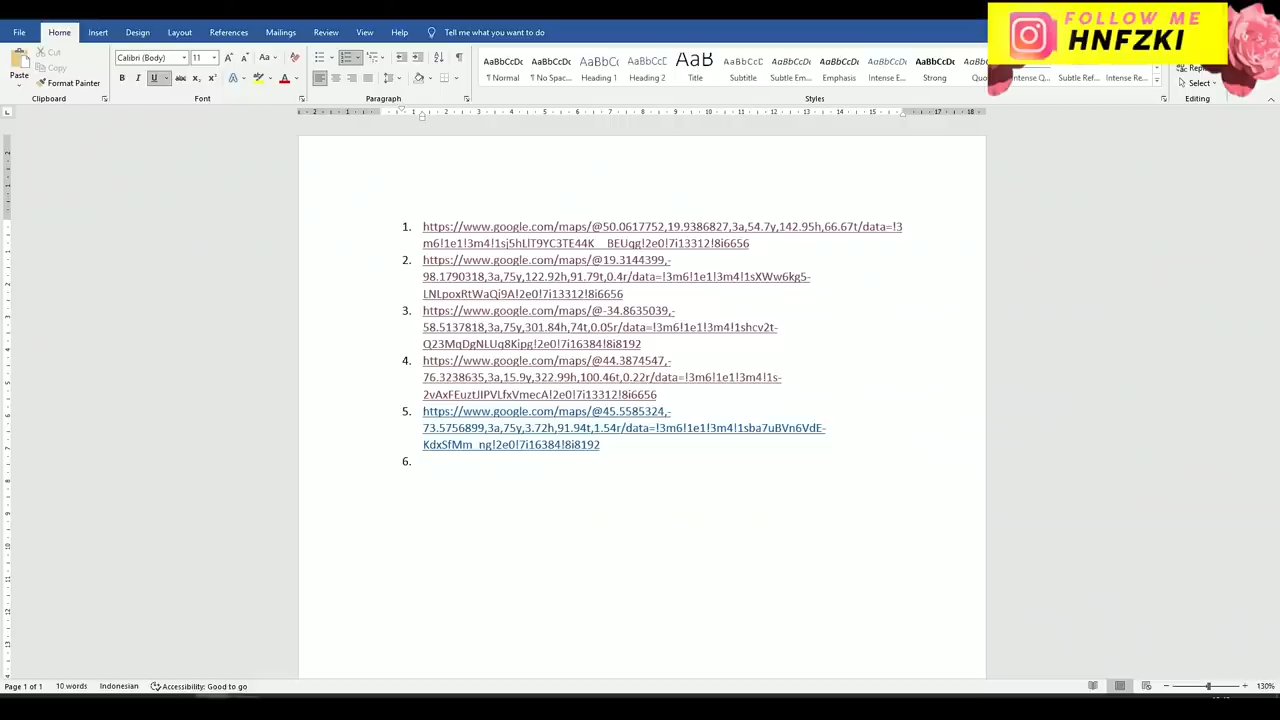 FOLLOW ME
HNFZKI
File Home Insert Design Layout References Mailings Review View Help Tell me what you want to do
Paste
Cut
Copy
Format Painter
Calibri (Body) 11
AaBbCcDc AaBbCcDc AaBbCc AaBbCcC AaB AaBbCcC AaBbCcDc AaBbCcDc AaBbCcDc AaBbCcDc
¶ Normal ¶ No Spac... Heading 1 Heading 2 Title Subtitle Subtle Em... Emphasis Intense E... Strong Subtle Ref... Intense Re...
Select
Clipboard Font Paragraph Styles Editing
1. https://www.google.com/maps/@50.0617752,19.9386827,3a,54.7y,142.95h,66.67t/data=!3
m6!1e1!3m4!1sj5hLlT9YC3TE44K__BEUqg!2e0!7i13312!8i6656
2. https://www.google.com/maps/@19.3144399,-
98.1790318,3a,75y,122.92h,91.79t,0.4r/data=!3m6!1e1!3m4!1sXWw6kg5-
LNLpoxRtWaQi9A!2e0!7i13312!8i6656
3. https://www.google.com/maps/@-34.8635039,-
58.5137818,3a,75y,301.84h,74t,0.05r/data=!3m6!1e1!3m4!1shcv2t-
Q23MqDgNLUq8Kipg!2e0!7i16384!8i8192
4. https://www.google.com/maps/@44.3874547,-
76.3238635,3a,15.9y,322.99h,100.46t,0.22r/data=!3m6!1e1!3m4!1s-
2vAxFEuztJIPVLfxVmecA!2e0!7i13312!8i6656
5. https://www.google.com/maps/@45.5585324,-
73.5756899,3a,75y,3.72h,91.94t,1.54r/data=!3m6!1e1!3m4!1sba7uBVn6VdE-
KdxSfMm_ng!2e0!7i16384!8i8192
6.
Page 1 of 1 10 words Indonesian Accessibility: Good to go 130%